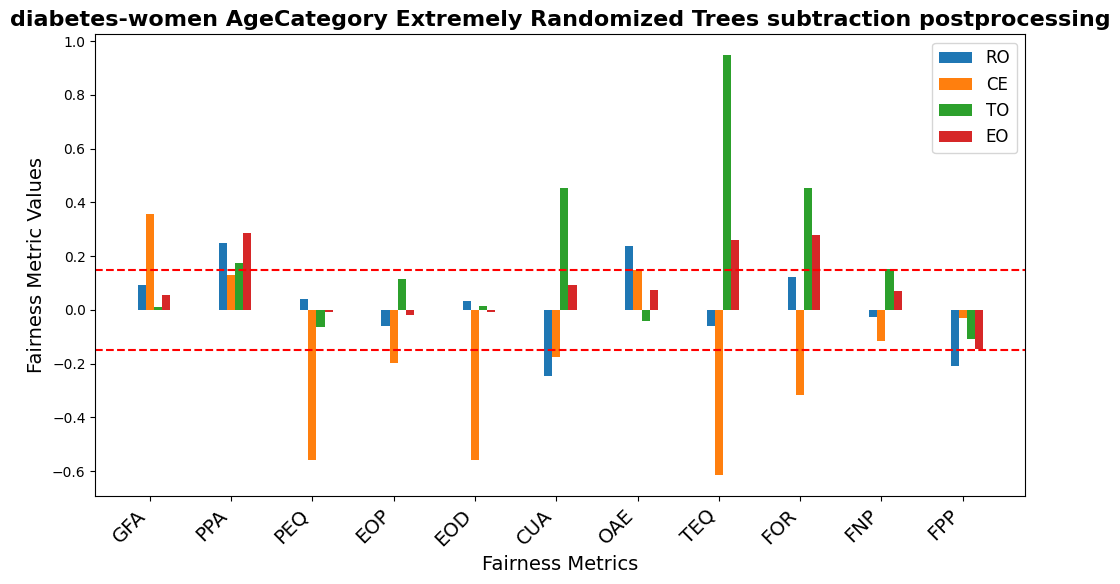 diabetes-women AgeCategory Extremely Randomized Trees subtraction postprocessing
Fairness Metric Values
1.0
0.8
0.6
0.4
0.2
0.0
−0.2
−0.4
−0.6
RO
CE
TO
EO
GFA
PPA
PEQ
EOP
EOD
CUA
OAE
TEQ
FOR
FNP
FPP
Fairness Metrics